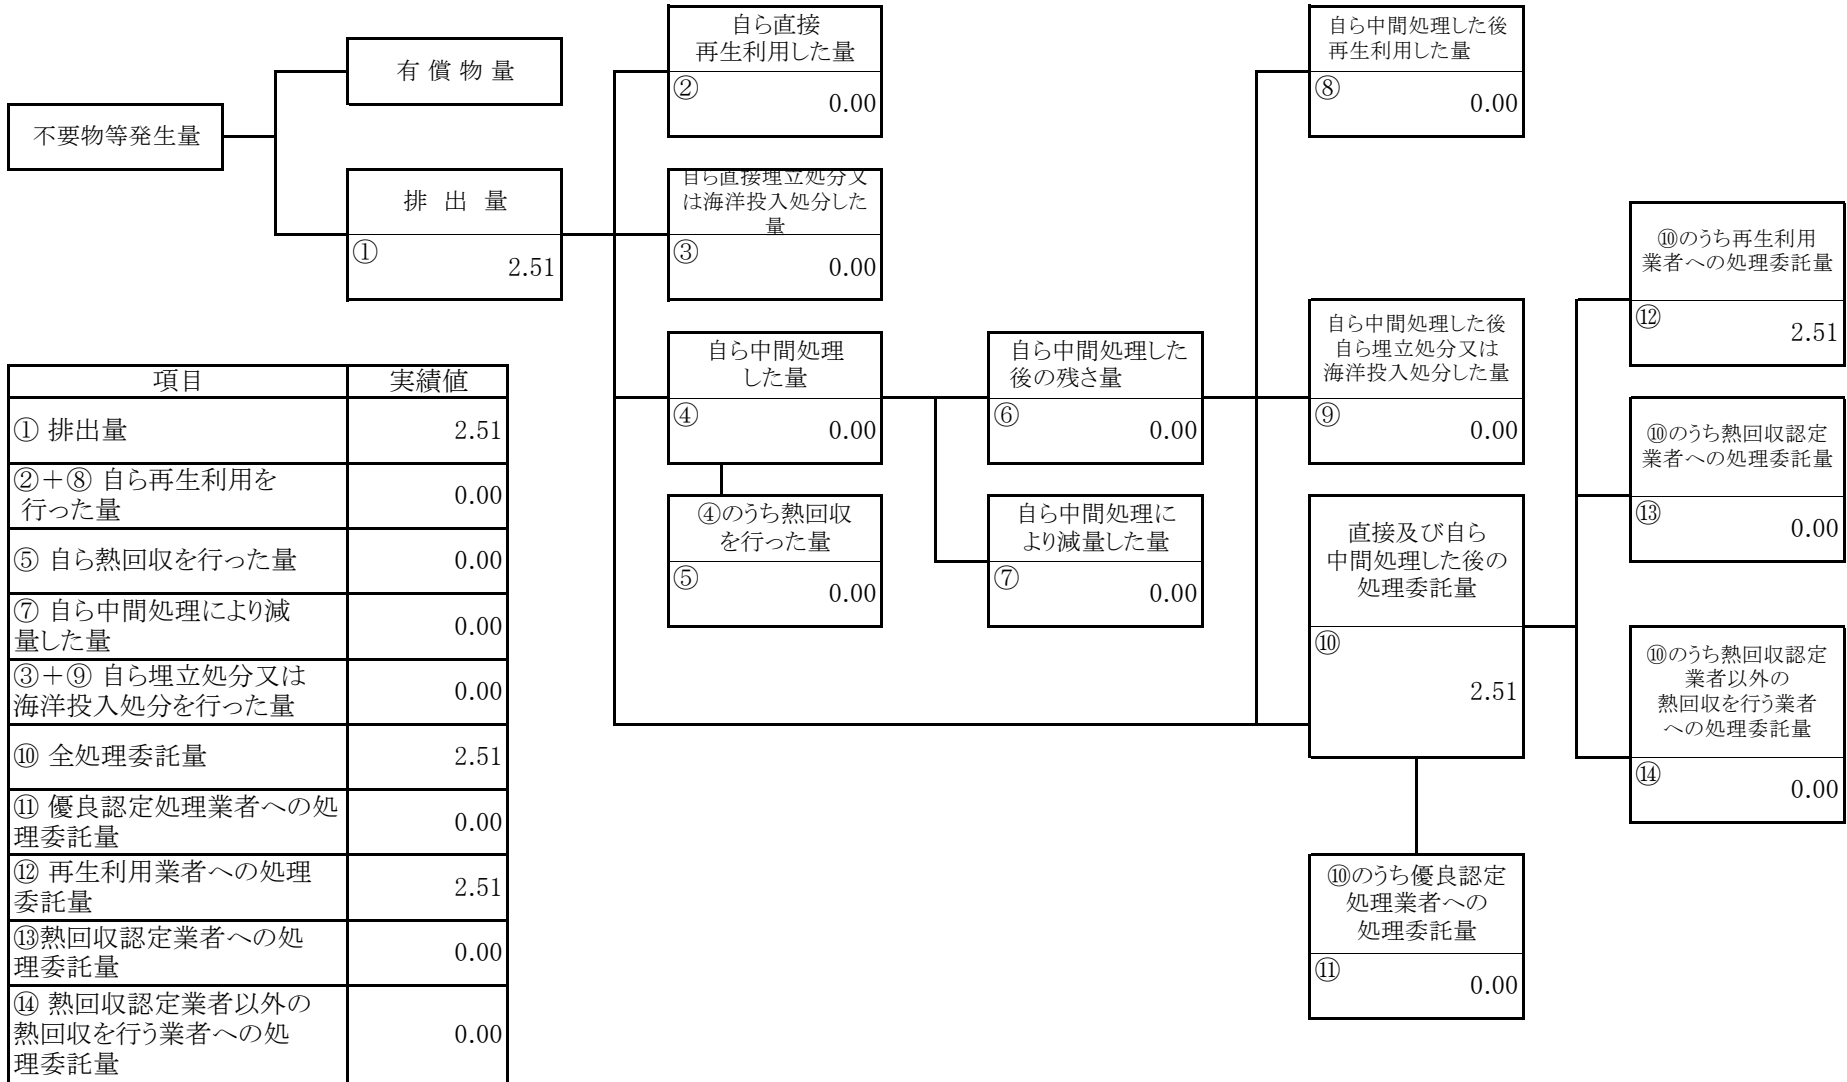 不要物等発生量
有 償 物 量
排 出 量
①
2.51
自ら直接
再生利用した量
②
0.00
自ら直接埋立処分又
は海洋投入処分した
量
③
0.00
自ら中間処理
した量
④
0.00
④のうち熱回収
を行った量
⑤
0.00
自ら中間処理した
後の残さ量
⑥
0.00
自ら中間処理に
より減量した量
⑦
0.00
自ら中間処理した後
再生利用した量
⑧
0.00
自ら中間処理した後
自ら埋立処分又は
海洋投入処分した量
⑨
0.00
直接及び自ら
中間処理した後の
処理委託量
⑩
2.51
⑩のうち優良認定
処理業者への
処理委託量
⑪
0.00
⑩のうち再生利用
業者への処理委託量
⑫
2.51
⑩のうち熱回収認定
業者への処理委託量
⑬
0.00
⑩のうち熱回収認定
業者以外の
熱回収を行う業者
への処理委託量
⑭
0.00
項目 実績値
① 排出量 2.51
②＋⑧ 自ら再生利用を
行った量 0.00
⑤ 自ら熱回収を行った量 0.00
⑦ 自ら中間処理により減
量した量 0.00
③＋⑨ 自ら埋立処分又は
海洋投入処分を行った量 0.00
⑩ 全処理委託量 2.51
⑪ 優良認定処理業者への処
理委託量 0.00
⑫ 再生利用業者への処理
委託量 2.51
⑬熱回収認定業者への処
理委託量 0.00
⑭ 熱回収認定業者以外の
熱回収を行う業者への処
理委託量 0.00